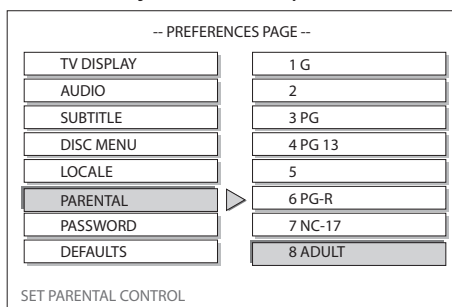 -- PREFERENCES PAGE --
TV DISPLAY
AUDIO
SUBTITLE
DISC MENU
LOCALE
PARENTAL
PASSWORD
DEFAULTS
1 G
2
3 PG
4 PG 13
5
6 PG-R
7 NC-17
8 ADULT
SET PARENTAL CONTROL